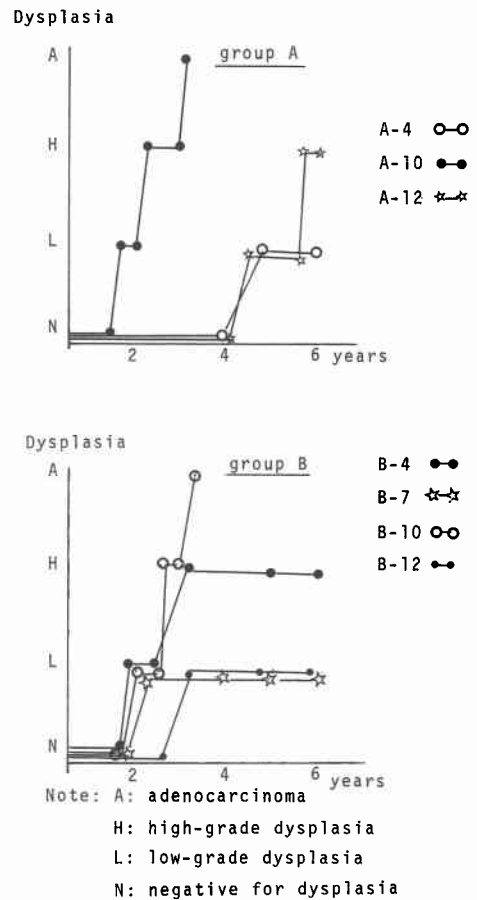 Dysplasia
A
group A
H
L
N
2 4 6 years
A-4
A-10
A-12
Dysplasia
A
group B
H
L
N
2 4 6 years
B-4
B-7
B-10
B-12
Note: A: adenocarcinoma
H: high-grade dysplasia
L: low-grade dysplasia
N: negative for dysplasia